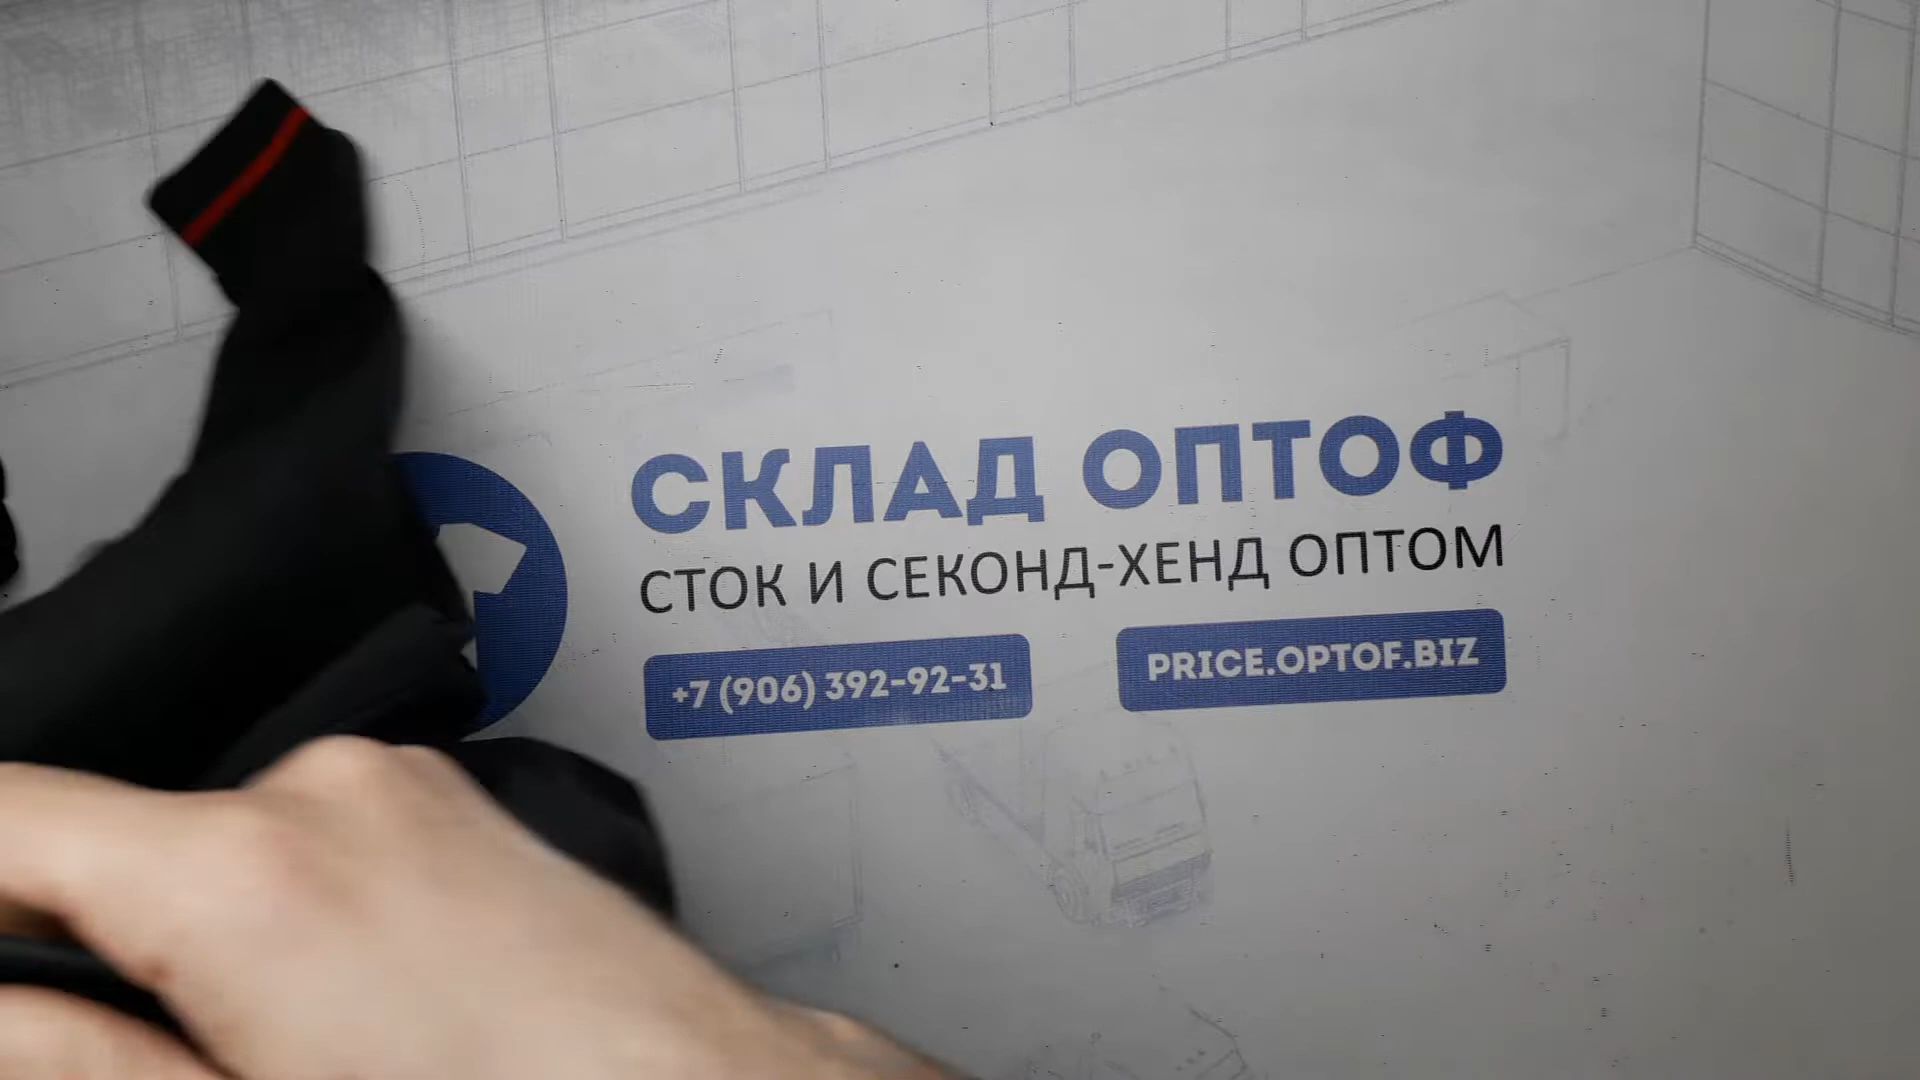 СКЛАД ОПТОФ
СТОК И СЕКОНД-ХЕНД ОПТОМ
+7 (906) 392-92-31
PRICE.OPTOF.BIZ